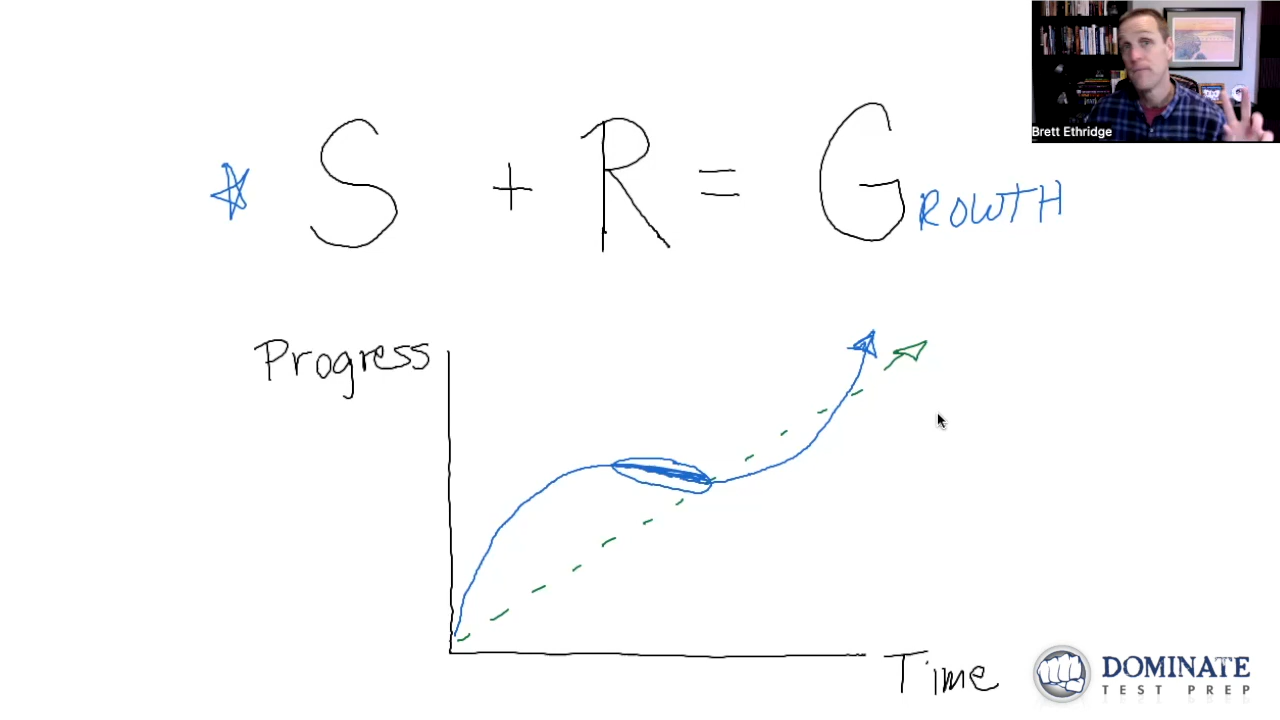 Brett Ethridge
S + R = GROWTH
Progress
Time
DOMINATE
TEST PREP